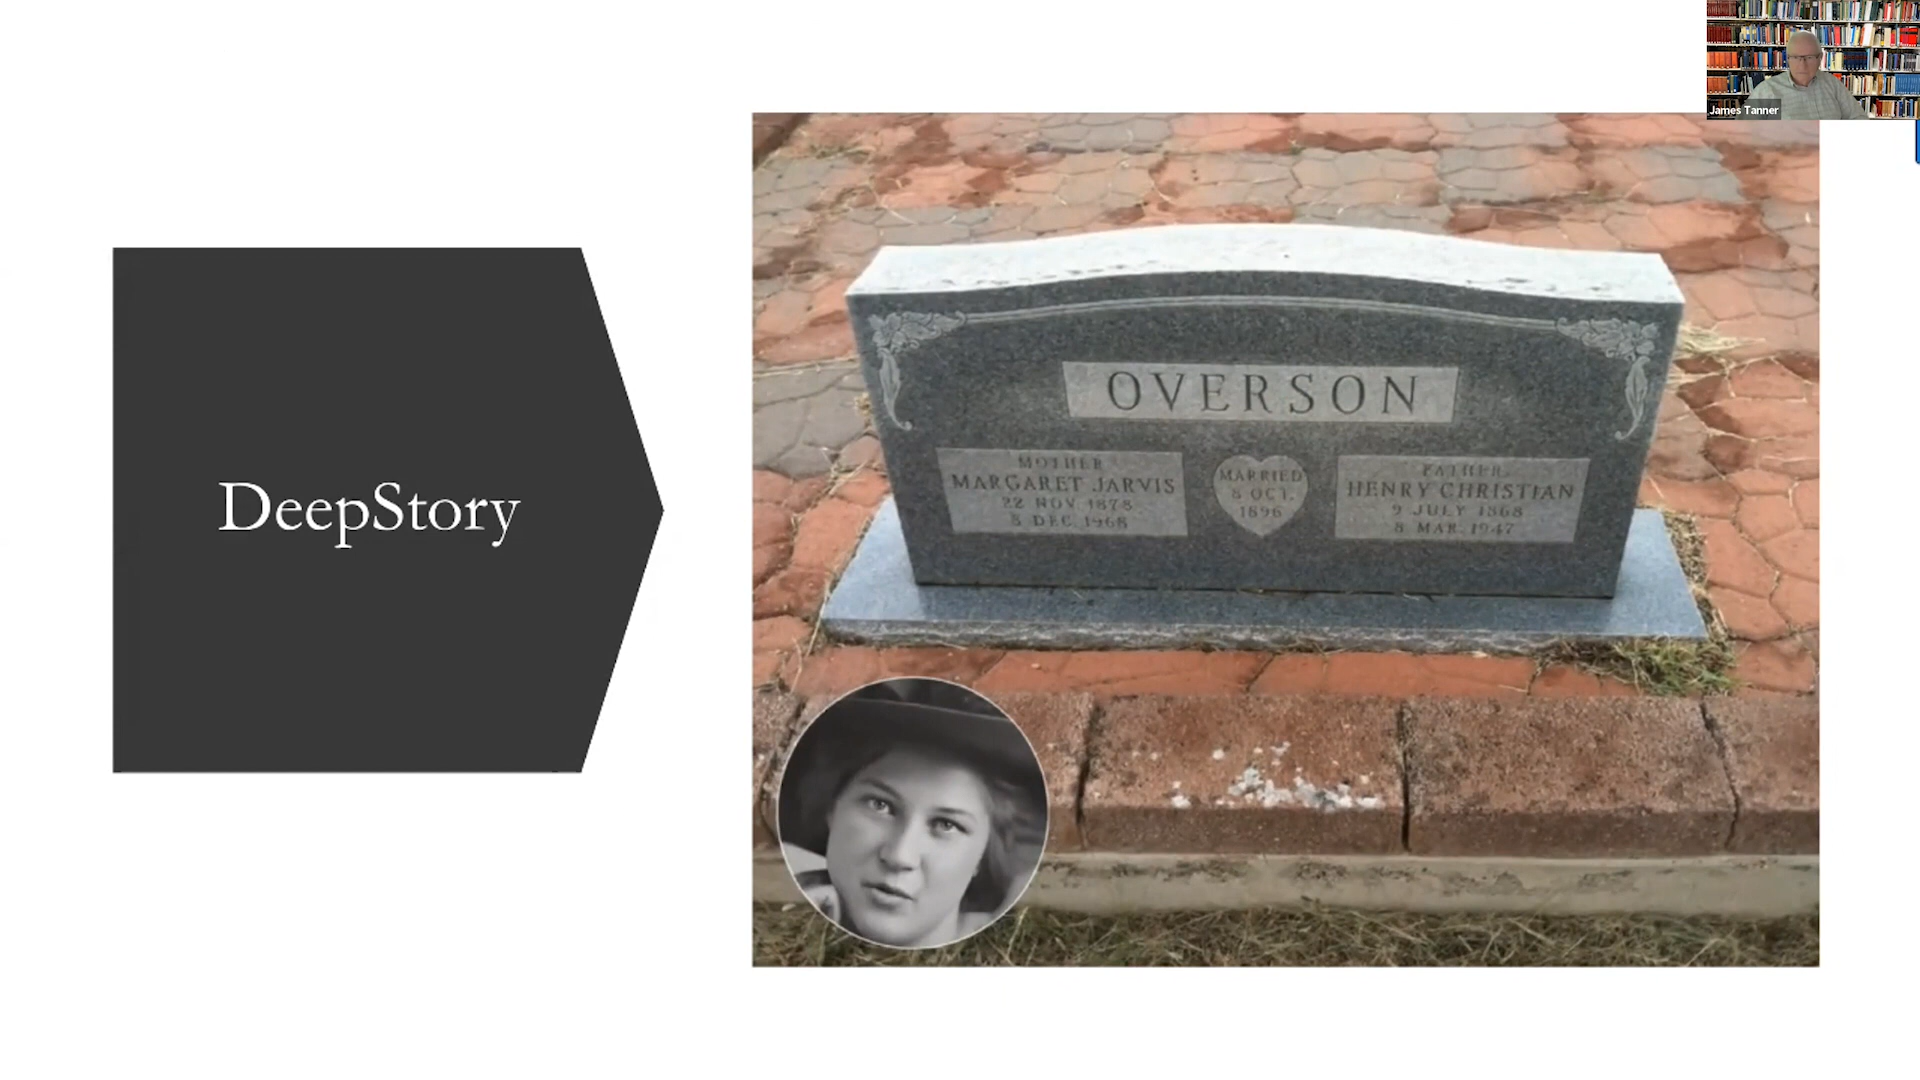 James Tanner
DeepStory
OVERSON
MOTHER
MARGARET JARVIS
22 NOV 1878
8 DEC 1968
MARRIED
8 OCT.
1896
FATHER
HENRY CHRISTIAN
9 JULY 1868
8 MAR. 1947